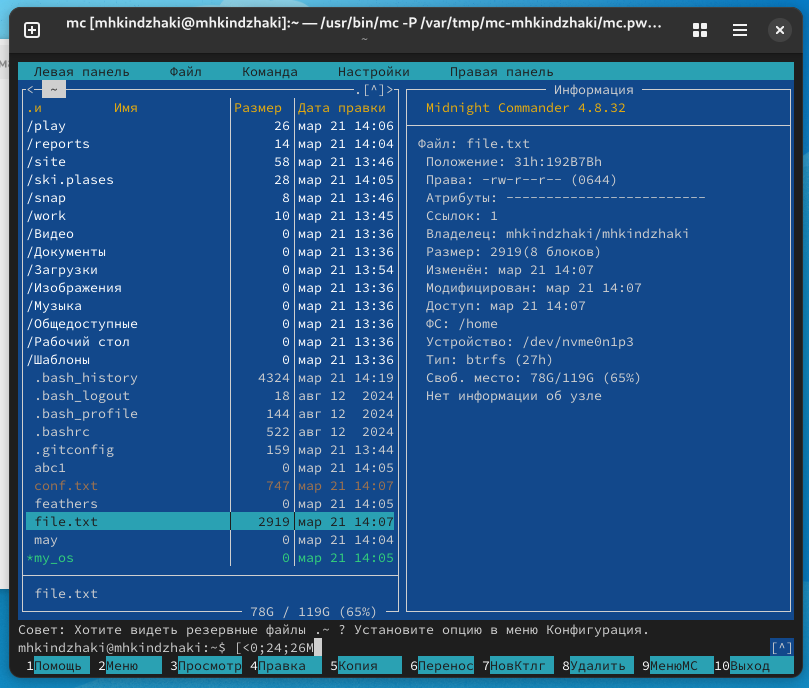 mc [mhkindzhaki@mhkindzhaki]:~ — /usr/bin/mc -P /var/tmp/mc-mhkindzhaki/mc.pw…
~
Левая панель Файл Команда Настройки Правая панель
<─ ~ ─.[^]>
.и Имя Размер Дата правки
/play 26 мар 21 14:06
/reports 14 мар 21 14:04
/site 58 мар 21 13:46
/ski.plases 28 мар 21 14:05
/snap 8 мар 21 13:46
/work 10 мар 21 13:45
/Видео 0 мар 21 13:36
/Документы 0 мар 21 13:36
/Загрузки 0 мар 21 13:54
/Изображения 0 мар 21 13:36
/Музыка 0 мар 21 13:36
/Общедоступные 0 мар 21 13:36
/Рабочий стол 0 мар 21 13:36
/Шаблоны 0 мар 21 13:36
.bash_history 4324 мар 21 14:19
.bash_logout 18 авг 12 2024
.bash_profile 144 авг 12 2024
.bashrc 522 авг 12 2024
.gitconfig 159 мар 21 13:44
abc1 0 мар 21 14:05
conf.txt 747 мар 21 14:07
feathers 0 мар 21 14:05
file.txt 2919 мар 21 14:07
may 0 мар 21 14:04
*my_os 0 мар 21 14:05
file.txt
78G / 119G (65%)
Информация
Midnight Commander 4.8.32
Файл: file.txt
Положение: 31h:192B7Bh
Права: -rw-r--r-- (0644)
Атрибуты: -------------------------
Ссылок: 1
Владелец: mhkindzhaki/mhkindzhaki
Размер: 2919(8 блоков)
Изменён: мар 21 14:07
Модифицирован: мар 21 14:07
Доступ: мар 21 14:07
ФС: /home
Устройство: /dev/nvme0n1p3
Тип: btrfs (27h)
Своб. место: 78G/119G (65%)
Нет информации об узле
Совет: Хотите видеть резервные файлы .~ ? Установите опцию в меню Конфигурация.
mhkindzhaki@mhkindzhaki:~$ [<0;24;26M [^]
1Помощь 2Меню 3Просмотр 4Правка 5Копия 6Перенос 7НовКтлг 8Удалить 9МенюМС 10Выход